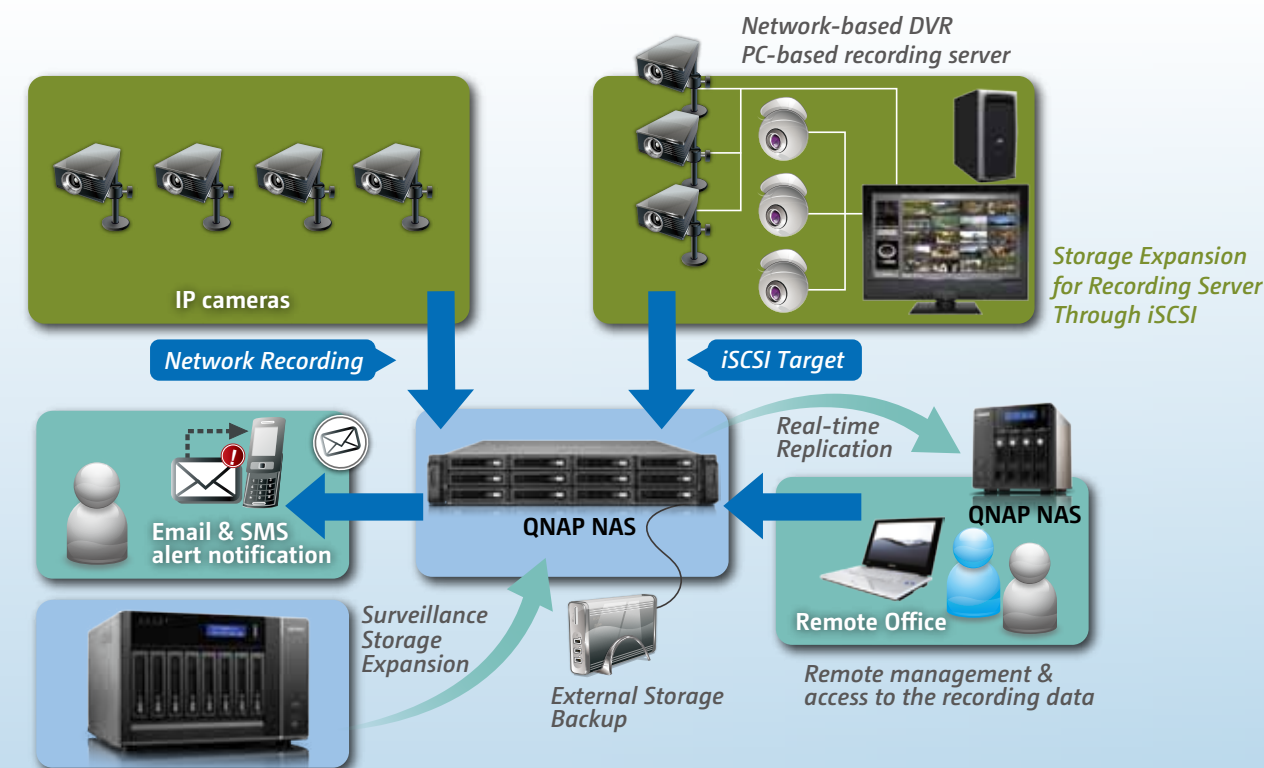 Network-based DVR
PC-based recording server
IP cameras
Storage Expansion
for Recording Server
Through iSCSI
Network Recording
iSCSI Target
Real-time
Replication
Email & SMS
alert notification
QNAP NAS
QNAP NAS
Remote Office
Surveillance
Storage
Expansion
External Storage
Backup
Remote management &
access to the recording data